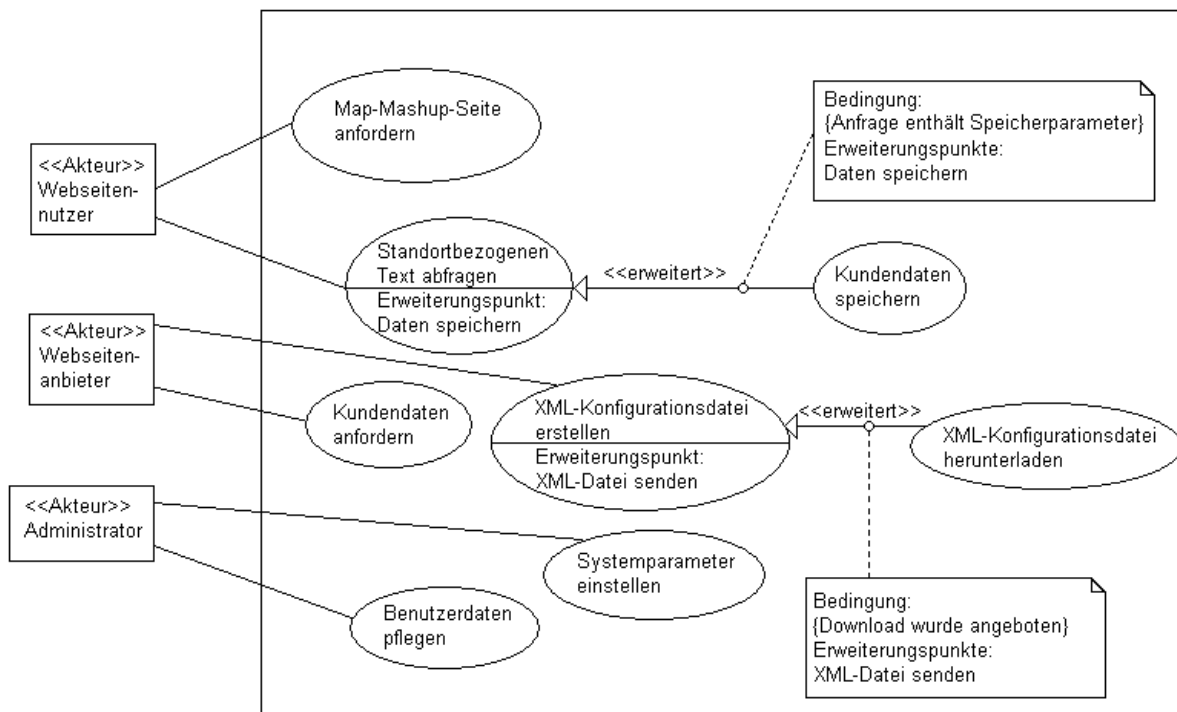 Map-Mashup-Seite
anfordern
Bedingung:
{Anfrage enthält Speicherparameter}
Erweiterungspunkte:
Daten speichern
<<Akteur>>
Webseiten-
nutzer
Standortbezogenen
Text abfragen
Erweiterungspunkt:
Daten speichern
<<erweitert>>
Kundendaten
speichern
<<Akteur>>
Webseiten-
anbieter
Kundendaten
anfordern
XML-Konfigurationsdatei
erstellen
Erweiterungspunkt:
XML-Datei senden
<<erweitert>>
XML-Konfigurationsdatei
herunterladen
<<Akteur>>
Administrator
Systemparameter
einstellen
Benutzerdaten
pflegen
Bedingung:
{Download wurde angeboten}
Erweiterungspunkte:
XML-Datei senden